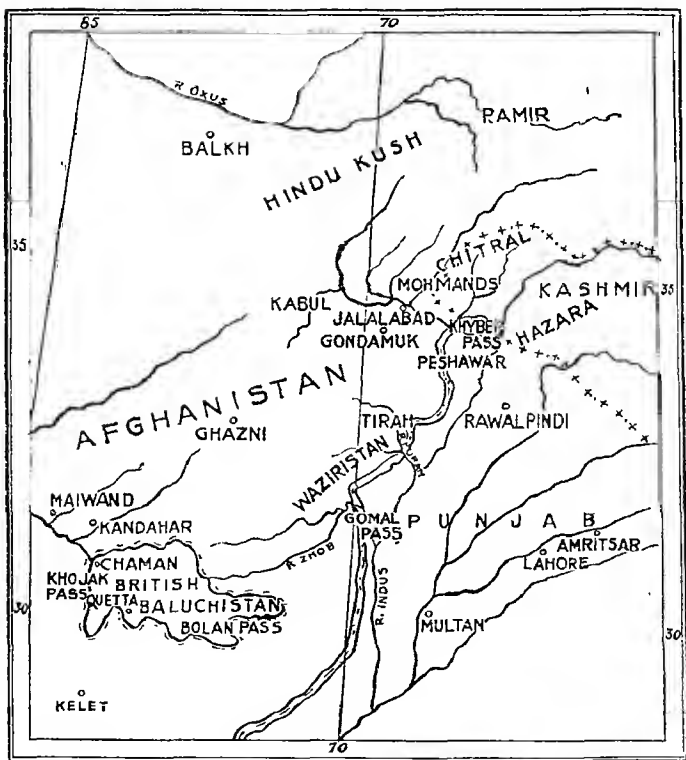 65
70
R OXUS
RAMIR
BALKH
HINDU KUSH
35
CHITRAL
MOHMANDS
35
KASHMIR
KABUL
JALALABAD
KHYBER
PASS
HAZARA
GONDAMUK
PESHAWAR
AFGHANISTAN
TIRAH
RAWALPINDI
GHAZNI
WAZIRISTAN
MAIWAND
KANDAHAR
GOMAL
PASS
PUNJAB
AMRITSAR
LAHORE
CHAMAN
R ZHOB
KHOJAK
PASS
BRITISH
QUETTA
BALUCHISTAN
30
BOLAN PASS
R. INDUS
MULTAN
30
KELET
70